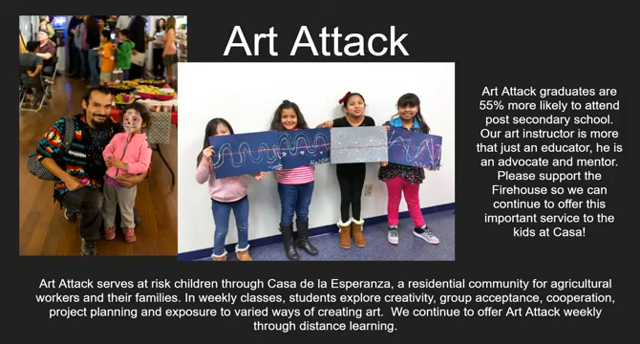 Art Attack
Art Attack graduates are
55% more likely to attend
post secondary school.
Our art instructor is more
that just an educator, he is
an advocate and mentor.
Please support the
Firehouse so we can
continue to offer this
important service to the
kids at Casa!
Art Attack serves at risk children through Casa de la Esperanza, a residential community for agricultural
workers and their families. In weekly classes, students explore creativity, group acceptance, cooperation,
project planning and exposure to varied ways of creating art. We continue to offer Art Attack weekly
through distance learning.